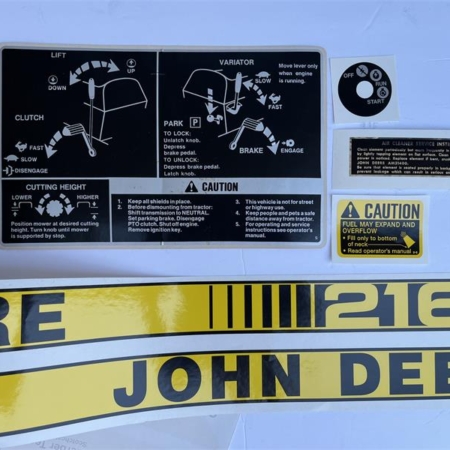 LIFT
UP
DOWN
CLUTCH
FAST
SLOW
DISENGAGE
VARIATOR
Move lever only
when engine
is running.
SLOW
FAST
PARK P
TO LOCK:
Unlatch knob.
Depress
brake pedal.
TO UNLOCK:
Depress brake pedal.
Latch knob.
BRAKE
ENGAGE
CUTTING HEIGHT
LOWER
HIGHER
Position mower at desired cutting
height. Turn knob until mower
is supported by stop.
CAUTION
1. Keep all shields in place.
2. Before dismounting from tractor:
Shift transmission to NEUTRAL.
Set parking brake. Disengage
PTO clutch. Shut off engine.
Remove ignition key.
3. This vehicle is not for street
or highway use.
4. Keep people and pets a safe
distance away from tractor.
5. For operating and service
instructions see operator's
manual.
OFF
RUN
START
AIR CLEANER SERVICE INSTRU
CAUTION
FUEL MAY EXPAND AND
OVERFLOW
• Fill only to bottom
of neck
• Read operator's manual
RE 216
JOHN DEE